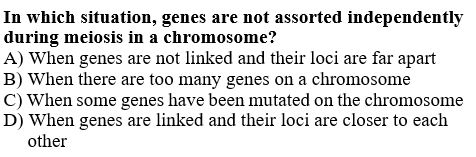 In which situation, genes are not assorted independently
during meiosis in a chromosome?
A) When genes are not linked and their loci are far apart
B) When there are too many genes on a chromosome
C) When some genes have been mutated on the chromosome
D) When genes are linked and their loci are closer to each
other